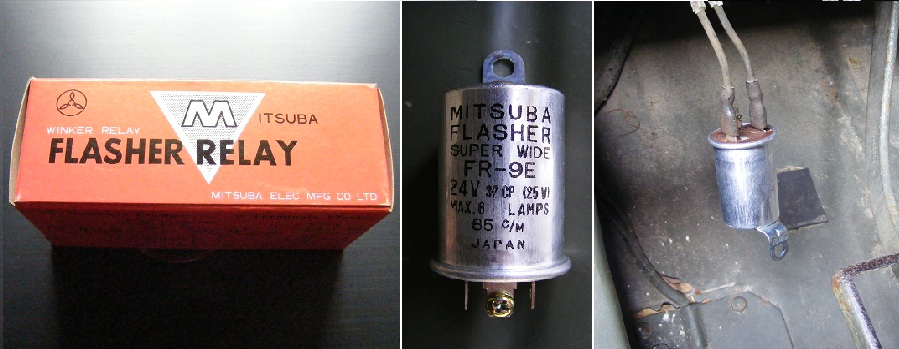 M ITSUBA
WINKER RELAY
FLASHER RELAY
MITSUBA ELEC MFG CO LTD
MITSUBA
FLASHER
SUPER WIDE
FR-9E
24V 32CP (25W)
MAX.6 LAMPS
85 C/M
JAPAN